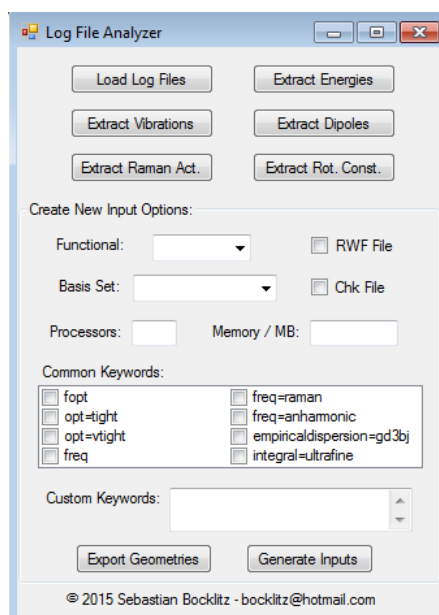 Log File Analyzer
Load Log Files Extract Energies
Extract Vibrations Extract Dipoles
Extract Raman Act. Extract Rot. Const.
Create New Input Options:
Functional: RWF File
Basis Set: Chk File
Processors: Memory / MB:
Common Keywords:
fopt freq=raman
opt=tight freq=anharmonic
opt=vtight empiricaldispersion=gd3bj
freq integral=ultrafine
Custom Keywords:
Export Geometries Generate Inputs
© 2015 Sebastian Bocklitz - bocklitz@hotmail.com